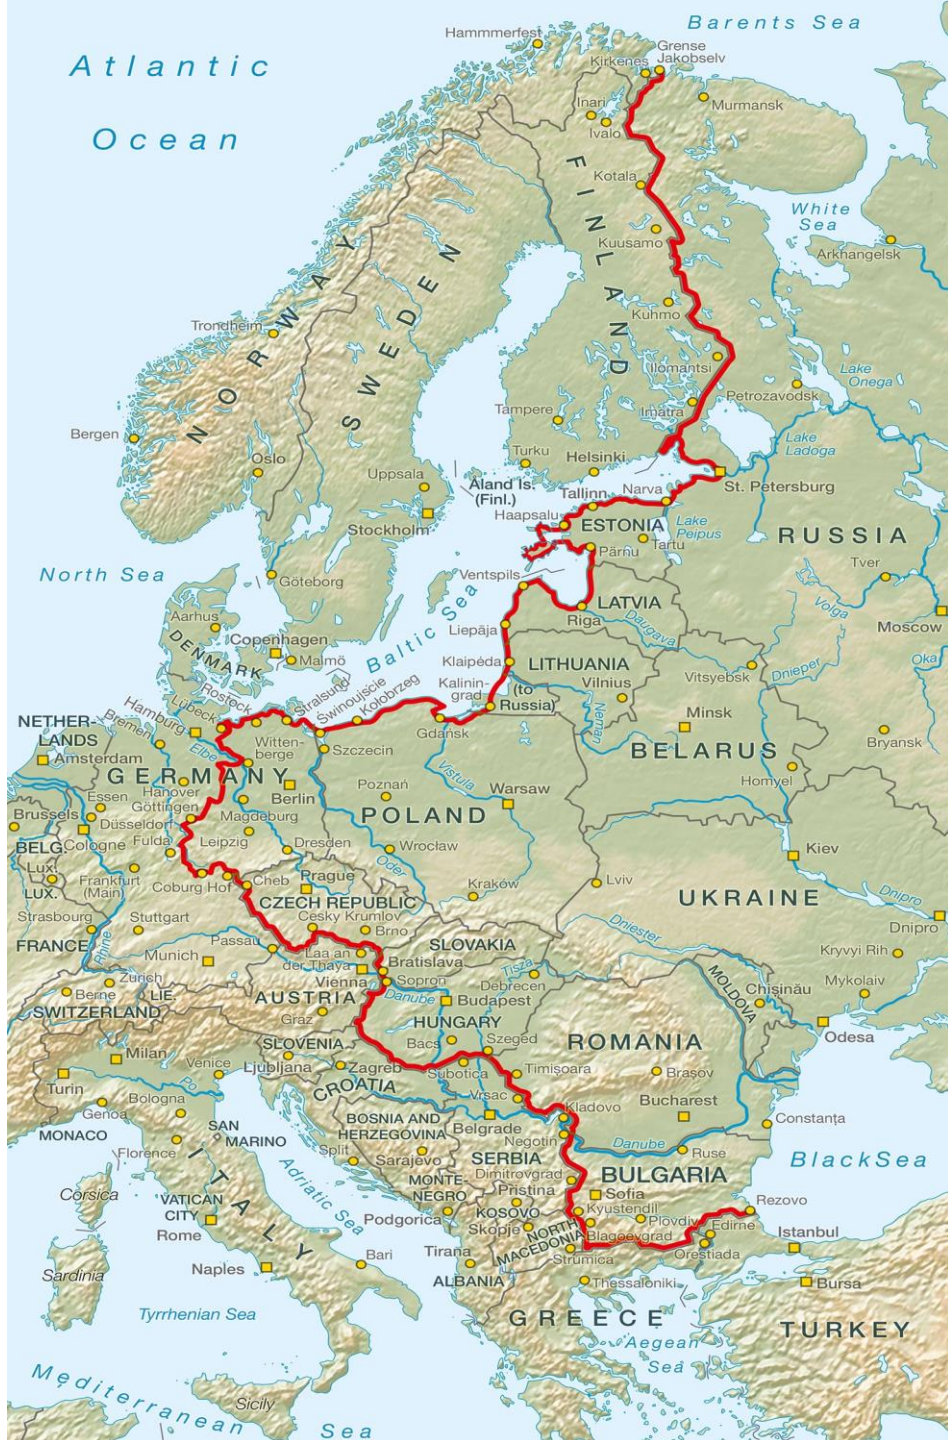 Barents Sea
Hammmerfest
Grense
Jakobselv
Kirkenes
Atlantic
Ocean
Murmansk
Inari
Ivalo
FINLAND
Kotala
White
Sea
Kuusamo
Arkhangelsk
NORWAY
SWEDEN
Kuhmo
Trondheim
Ilomantsi
Lake
Onega
Petrozavodsk
Imatra
Tampere
Bergen
Lake
Ladoga
Turku
Helsinki
Oslo
Uppsala
Åland Is.
(Finl.)
Tallinn
Narva
St. Petersburg
Haapsalu
ESTONIA
Lake
Peipus
Stockholm
RUSSIA
Tartu
Pärnu
Tver
North Sea
Göteborg
Ventspils
Baltic Sea
LATVIA
Riga
Volga
Moscow
Aarhus
Liepāja
Daugava
DENMARK
Copenhagen
Malmö
Klaipėda
LITHUANIA
Vitsyebsk
Dnieper
Oka
Kalinin-
grad
(to
Russia)
Vilnius
Rostock
Stralsund
Świnoujście
Kołobrzeg
Lübeck
Hamburg
Bremen
Gdańsk
Neman
Minsk
NETHER-
LANDS
Amsterdam
Elbe
Witten-
berge
Szczecin
BELARUS
Bryansk
GERMANY
Hanover
Berlin
Poznań
Vistula
Warsaw
Homyel
Essen
Göttingen
Brussels
Düsseldorf
Magdeburg
POLAND
BELG.
Cologne
Fulda
Leipzig
Dresden
Wrocław
Oder
Kiev
Lux.
LUX.
Frankfurt
(Main)
Coburg
Hof
Cheb
Prague
Kraków
Lviv
UKRAINE
Dnipro
CZECH REPUBLIC
Strasbourg
Stuttgart
Cesky Krumlov
Brno
Dniester
Dnipro
FRANCE
Rhine
Munich
Passau
Laa an
der Thaya
SLOVAKIA
Bratislava
Kryvyi Rih
Zürich
Berne
LIE.
SWITZERLAND
Vienna
AUSTRIA
Sopron
Danube
Tisza
Debrecen
Budapest
MOLDOVA
Chişinău
Mykolaiv
Graz
HUNGARY
Odesa
SLOVENIA
Bacs
Szeged
ROMANIA
Milan
Venice
Ljubljana
Zagreb
Subotica
Timişoara
Braşov
Turin
Po
Bologna
CROATIA
Vrsac
Kladovo
Bucharest
Genoa
BOSNIA AND
HERZEGOVINA
Belgrade
Constanţa
MONACO
SAN
MARINO
Negotin
Danube
Ruse
Florence
Split
Sarajevo
SERBIA
BULGARIA
BlackSea
ITALY
Adriatic Sea
MONTE-
NEGRO
Dimitrovgrad
Priština
Sofia
Corsica
VATICAN
CITY
Podgorica
KOSOVO
Skopje
Kyustendil
Plovdiv
Rezovo
Edirne
Rome
NORTH
MACEDONIA
Blagoevgrad
Istanbul
Sardinia
Naples
Bari
Tirana
ALBANIA
Strumica
Orestiada
Thessaloniki
Bursa
Tyrrhenian Sea
GREECE
Aegean
Sea
TURKEY
Mediterranean Sea
Sicily